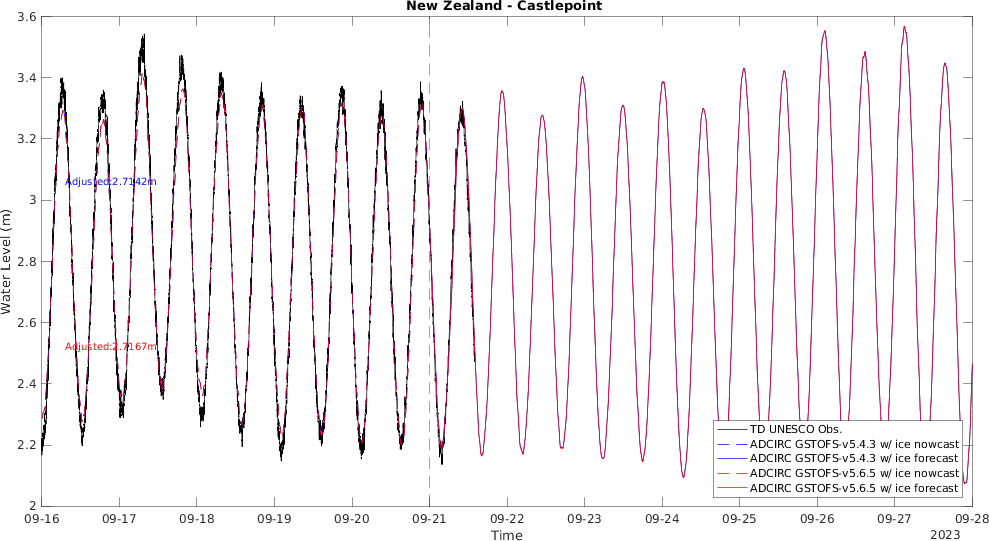 New Zealand - Castlepoint
Water Level (m)
3.6
3.4
3.2
3
2.8
2.6
2.4
2.2
2
Adjusted:2.7142m
Adjusted:2.7167m
TD UNESCO Obs.
ADCIRC GSTOFS-v5.4.3 w/ ice nowcast
ADCIRC GSTOFS-v5.4.3 w/ ice forecast
ADCIRC GSTOFS-v5.6.5 w/ ice nowcast
ADCIRC GSTOFS-v5.6.5 w/ ice forecast
09-16 09-17 09-18 09-19 09-20 09-21 09-22 09-23 09-24 09-25 09-26 09-27 09-28
Time
2023